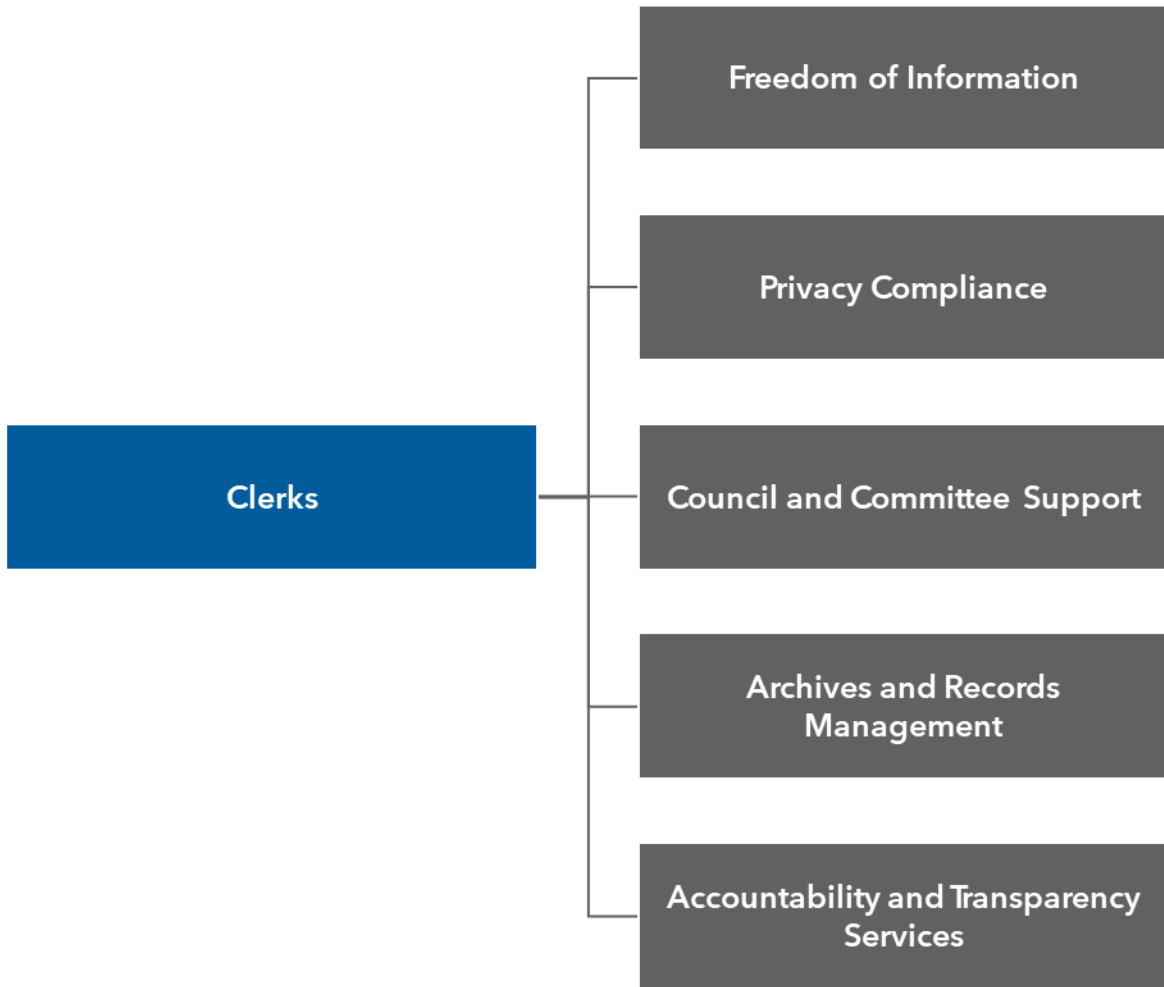 Freedom of Information
Privacy Compliance
Clerks
Council and Committee Support
Archives and Records
Management
Accountability and Transparency
Services